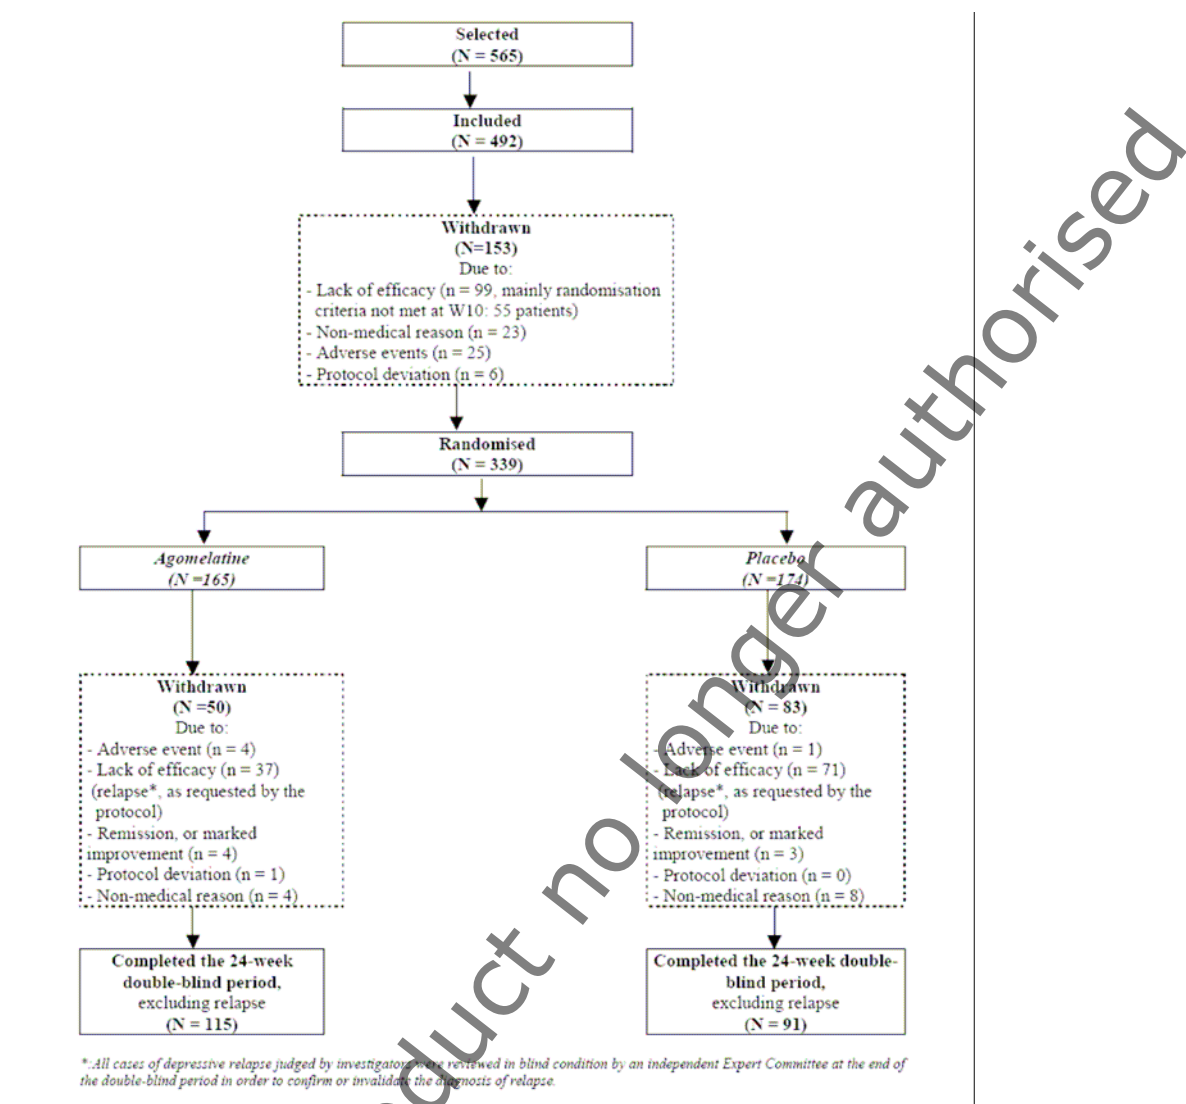 Selected
(N = 565)
Included
(N = 492)
Withdrawn
(N=153)
Due to:
- Lack of efficacy (n = 99, mainly randomisation
criteria not met at W10: 55 patients)
- Non-medical reason (n = 23)
- Adverse events (n = 25)
- Protocol deviation (n = 6)
Randomised
(N = 339)
Agomelatine
(N =165)
Placebo
(N =174)
Withdrawn
(N =50)
Due to:
- Adverse event (n = 4)
- Lack of efficacy (n = 37)
(relapse*, as requested by the
protocol)
- Remission, or marked
improvement (n = 4)
- Protocol deviation (n = 1)
- Non-medical reason (n = 4)
Withdrawn
(N = 83)
Due to:
- Adverse event (n = 1)
- Lack of efficacy (n = 71)
(relapse*, as requested by the
protocol)
- Remission, or marked
improvement (n = 3)
- Protocol deviation (n = 0)
- Non-medical reason (n = 8)
Completed the 24-week
double-blind period,
excluding relapse
(N = 115)
Completed the 24-week double-
blind period,
excluding relapse
(N = 91)
*:All cases of depressive relapse judged by investigators were reviewed in blind condition by an independent Expert Committee at the end of
the double-blind period in order to confirm or invalidate the diagnosis of relapse.
duct no longer authorised